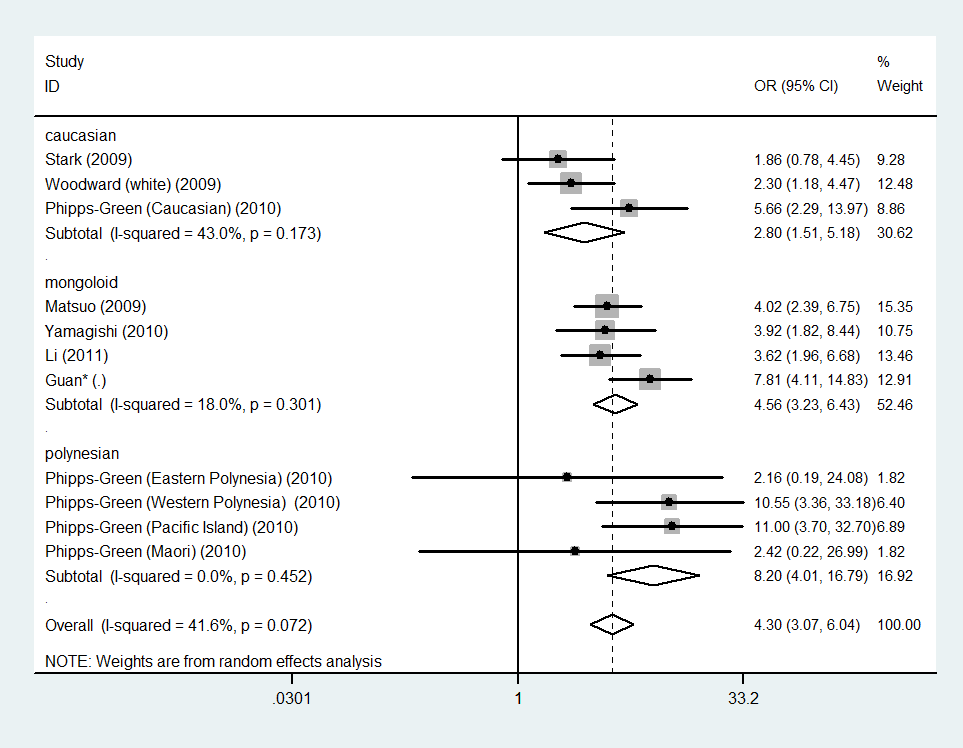 Study %
ID OR (95% CI) Weight
caucasian
Stark (2009) 1.86 (0.78, 4.45) 9.28
Woodward (white) (2009) 2.30 (1.18, 4.47) 12.48
Phipps-Green (Caucasian) (2010) 5.66 (2.29, 13.97) 8.86
Subtotal (I-squared = 43.0%, p = 0.173) 2.80 (1.51, 5.18) 30.62
.
mongoloid
Matsuo (2009) 4.02 (2.39, 6.75) 15.35
Yamagishi (2010) 3.92 (1.82, 8.44) 10.75
Li (2011) 3.62 (1.96, 6.68) 13.46
Guan* (.) 7.81 (4.11, 14.83) 12.91
Subtotal (I-squared = 18.0%, p = 0.301) 4.56 (3.23, 6.43) 52.46
.
polynesian
Phipps-Green (Eastern Polynesia) (2010) 2.16 (0.19, 24.08) 1.82
Phipps-Green (Western Polynesia) (2010) 10.55 (3.36, 33.18) 6.40
Phipps-Green (Pacific Island) (2010) 11.00 (3.70, 32.70) 6.89
Phipps-Green (Maori) (2010) 2.42 (0.22, 26.99) 1.82
Subtotal (I-squared = 0.0%, p = 0.452) 8.20 (4.01, 16.79) 16.92
.
Overall (I-squared = 41.6%, p = 0.072) 4.30 (3.07, 6.04) 100.00
NOTE: Weights are from random effects analysis
.0301 1 33.2